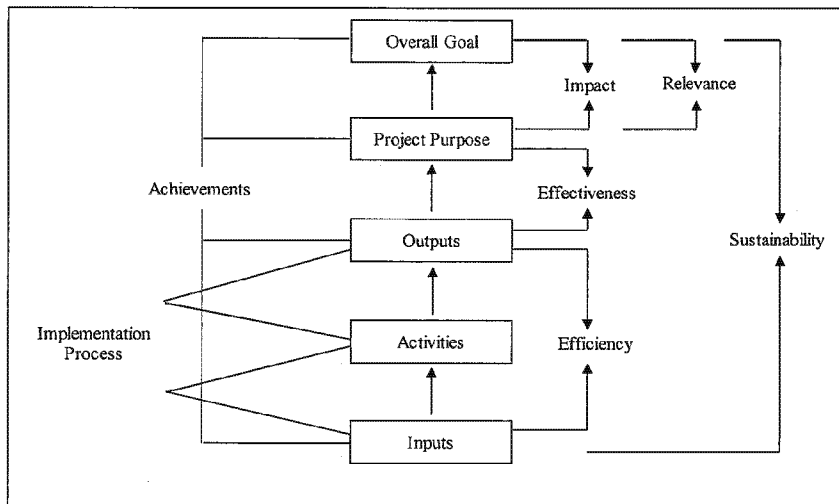 Overall Goal
Impact
Relevance
Project Purpose
Achievements
Effectiveness
Outputs
Sustainability
Implementation
Process
Activities
Efficiency
Inputs